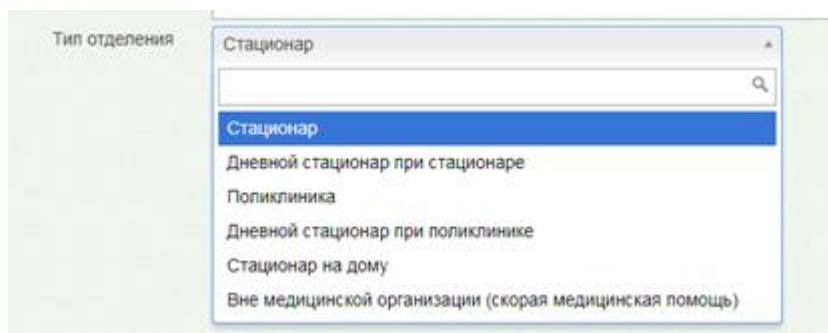 Тип отделения
Стационар
Стационар
Дневной стационар при стационаре
Поликлиника
Дневной стационар при поликлинике
Стационар на дому
Вне медицинской организации (скорая медицинская помощь)